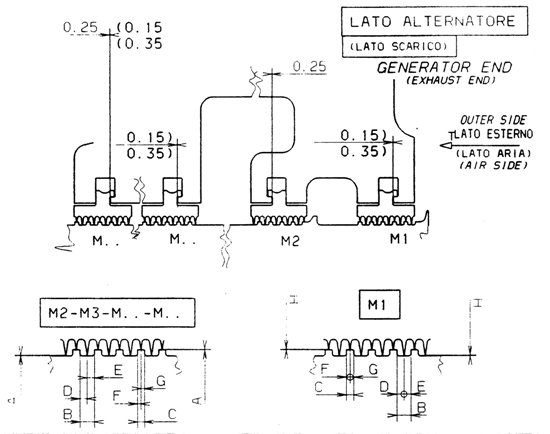 LATO ALTERNATORE
(LATO SCARICO)
GENERATOR END
(EXHAUST END)
0.25
(0.15
(0.35
0.25
0.15)
0.35)
0.15)
0.35)
OUTER SIDE
LATO ESTERNO
(LATO ARIA)
(AIR SIDE)
M..
M..
M2
M1
M2-M3-M..-M..
M1
H
H
E
D
G
F
A
B
C
F
G
C
D
E
B